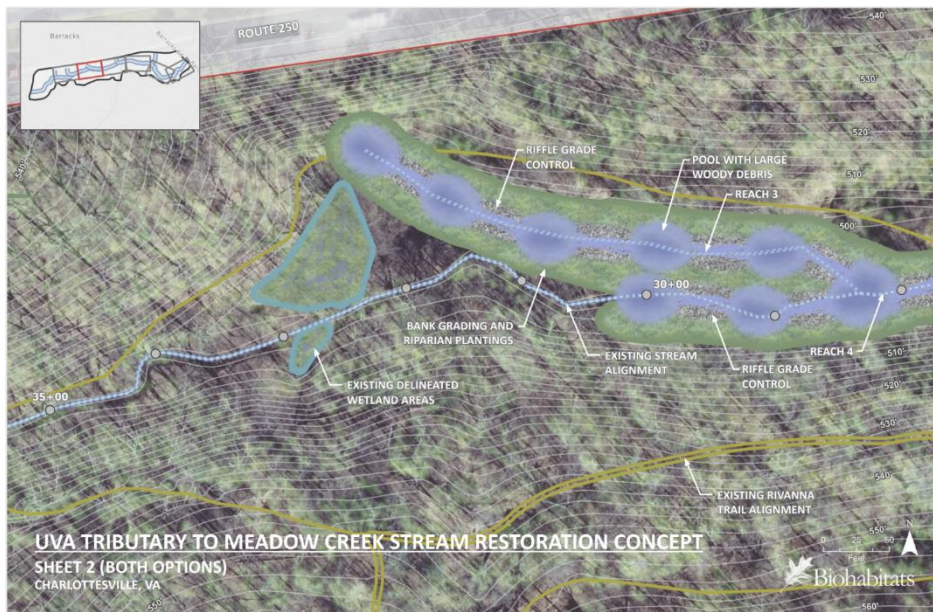 Barracks
ROUTE 250
540'
530'
520'
510'
500'
540'
RIFFLE GRADE
CONTROL
POOL WITH LARGE
WOODY DEBRIS
REACH 3
30+00
BANK GRADING AND
RIPARIAN PLANTINGS
EXISTING STREAM
ALIGNMENT
RIFFLE GRADE
CONTROL
REACH 4
510'
EXISTING DELINEATED
WETLAND AREAS
35+00
520'
530'
540'
EXISTING RIVANNA
TRAIL ALIGNMENT
550'
UVA TRIBUTARY TO MEADOW CREEK STREAM RESTORATION CONCEPT
SHEET 2 (BOTH OPTIONS)
CHARLOTTESVILLE, VA
N
0 25 50
Feet
Biohabitats
550'
560'